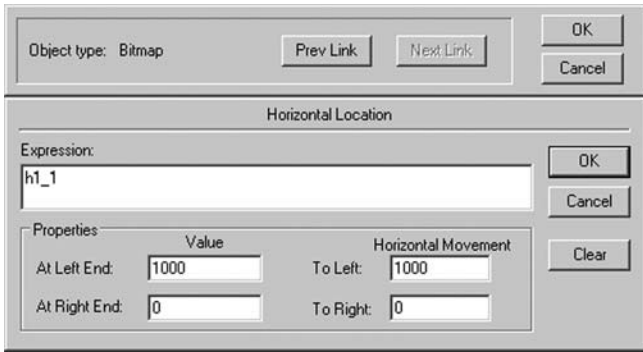 Object type: Bitmap Prev Link Next Link OK
Cancel
Horizontal Location
Expression:
h1_1
OK
Cancel
Clear
Properties
Value Horizontal Movement
At Left End: 1000 To Left: 1000
At Right End: 0 To Right: 0